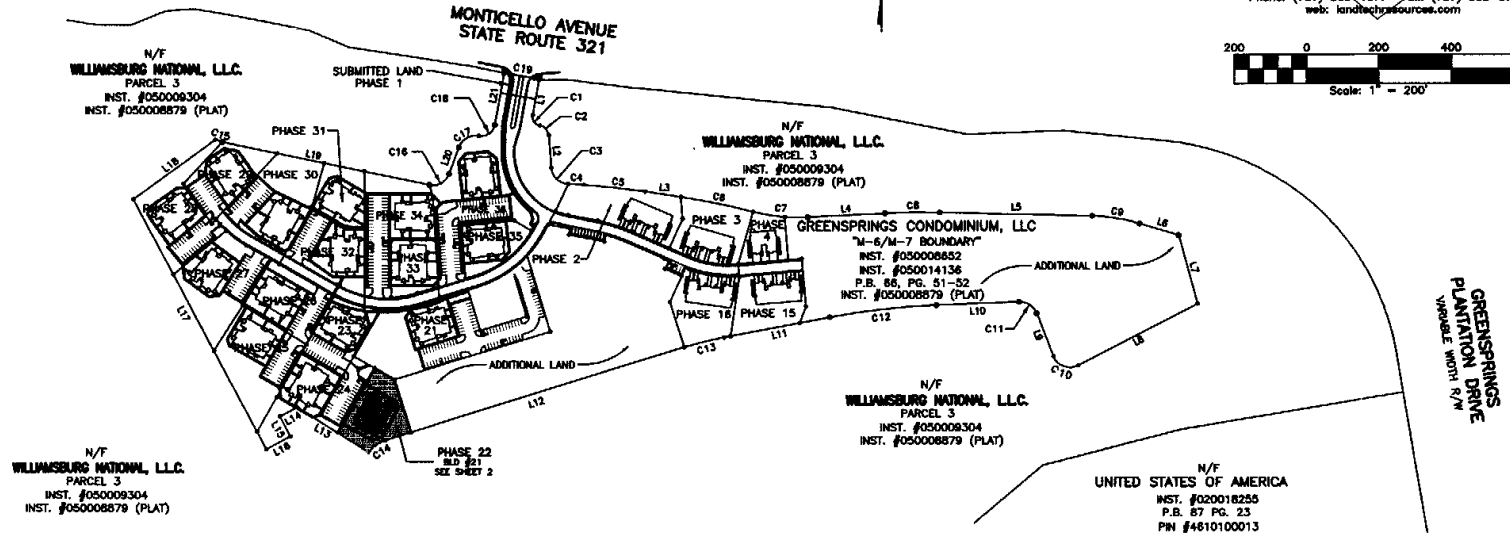 web: landtechresources.com
200 0 200 400
Scale: 1" = 200'
MONTICELLO AVENUE
STATE ROUTE 321
N/F
WILLIAMSBURG NATIONAL, L.L.C.
PARCEL 3
INST. #050009304
INST. #050008879 (PLAT)
SUBMITTED LAND
PHASE 1
C19
L21
L1
C18
C1
C2
C17
L2
C16
L20
C3
C4
C5
L3
C6
C7
L4
C8
L5
C9
L6
L7
C15
L18
L19
PHASE 31
PHASE 29
PHASE 30
PHASE 34
PHASE 36
PHASE 32
PHASE 33
PHASE 35
PHASE 27
PHASE 23
PHASE 21
PHASE 24
PHASE 2
PHASE 3
PHASE 4
PHASE 16
PHASE 15
N/F
WILLIAMSBURG NATIONAL, L.L.C.
PARCEL 3
INST. #050009304
INST. #050008879 (PLAT)
GREENSPRINGS CONDOMINIUM, LLC
"M-6/M-7 BOUNDARY"
INST. #050008652
INST. #050014136
P.B. 66, PG. 51-52
INST. #050008879 (PLAT)
ADDITIONAL LAND
C12
L10
C11
L9
C10
L8
L11
C13
ADDITIONAL LAND
L12
L17
L14
L15
L13
L16
C14
PHASE 22
BLD #21
SEE SHEET 2
N/F
WILLIAMSBURG NATIONAL, L.L.C.
PARCEL 3
INST. #050009304
INST. #050008879 (PLAT)
N/F
WILLIAMSBURG NATIONAL, L.L.C.
PARCEL 3
INST. #050009304
INST. #050008879 (PLAT)
N/F
UNITED STATES OF AMERICA
INST. #020018255
P.B. 87 PG. 23
PIN #4610100013
GREENSPRINGS
PLANTATION DRIVE
VARIABLE WIDTH R/W